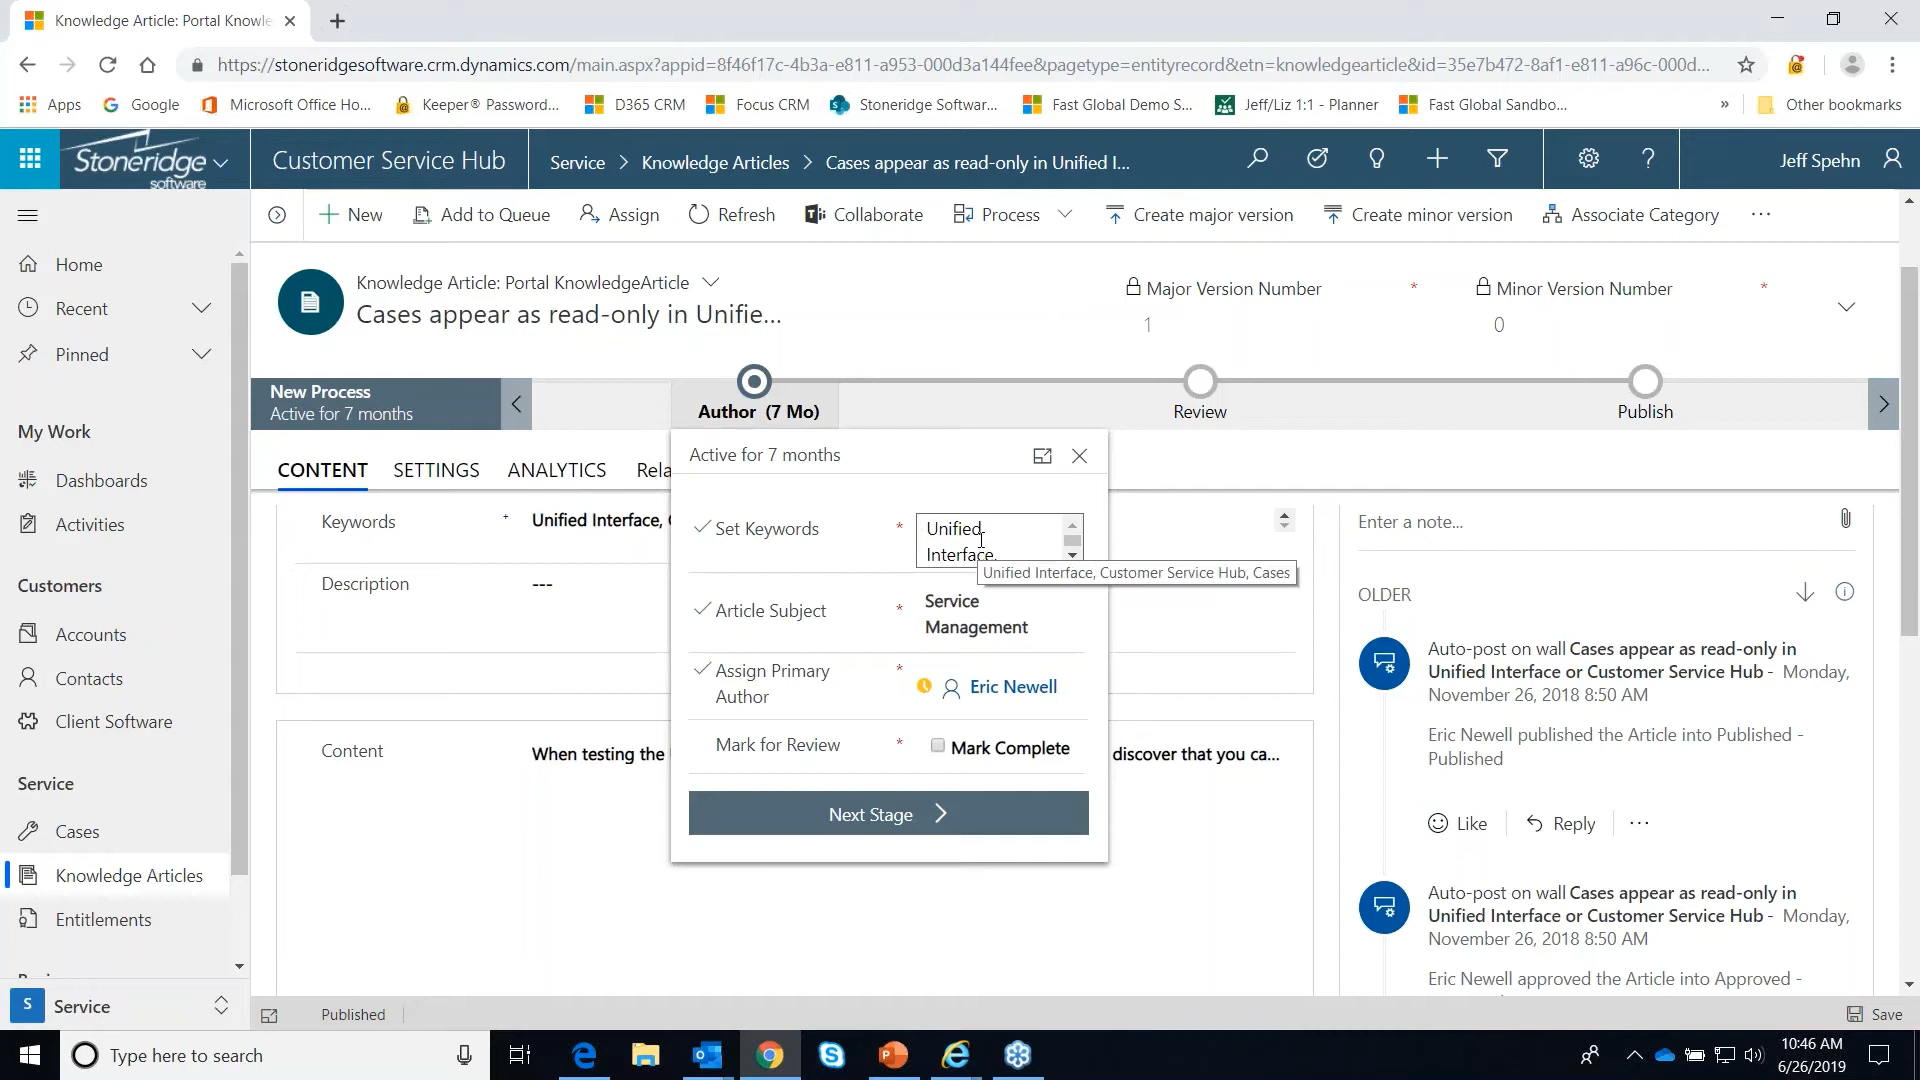 Knowledge Article: Portal Knowle
https://stoneridgesoftware.crm.dynamics.com/main.aspx?appid=8f46f17c-4b3a-e811-a953-000d3a144fee&pagetype=entityrecord&etn=knowledgearticle&id=35e7b472-8af1-e811-a96c-000d...
Apps
Google
Microsoft Office Ho...
Keeper® Password...
D365 CRM
Focus CRM
Stoneridge Softwar...
Fast Global Demo S...
Jeff/Liz 1:1 - Planner
Fast Global Sandbo...
»
Other bookmarks
Stoneridge
software
Customer Service Hub
Service > Knowledge Articles > Cases appear as read-only in Unified I...
Jeff Spehn
New
Add to Queue
Assign
Refresh
Collaborate
Process
Create major version
Create minor version
Associate Category
...
Home
Recent
Pinned
My Work
Dashboards
Activities
Customers
Accounts
Contacts
Client Software
Service
Cases
Knowledge Articles
Entitlements
S Service
Knowledge Article: Portal KnowledgeArticle
Cases appear as read-only in Unifie...
Major Version Number *
1
Minor Version Number *
0
New Process
Active for 7 months
Author (7 Mo)
Review
Publish
CONTENT
SETTINGS
ANALYTICS
Rela
Keywords + Unified Interface, C
Description ---
Content When testing the
discover that you ca...
Active for 7 months
Set Keywords * Unified
Interface,
Unified Interface, Customer Service Hub, Cases
Article Subject * Service
Management
Assign Primary
Author * Eric Newell
Mark for Review * Mark Complete
Next Stage
Enter a note...
OLDER
Auto-post on wall Cases appear as read-only in
Unified Interface or Customer Service Hub - Monday,
November 26, 2018 8:50 AM
Eric Newell published the Article into Published -
Published
Like
Reply
...
Auto-post on wall Cases appear as read-only in
Unified Interface or Customer Service Hub - Monday,
November 26, 2018 8:50 AM
Eric Newell approved the Article into Approved -
Published
Save
Type here to search
10:46 AM
6/26/2019